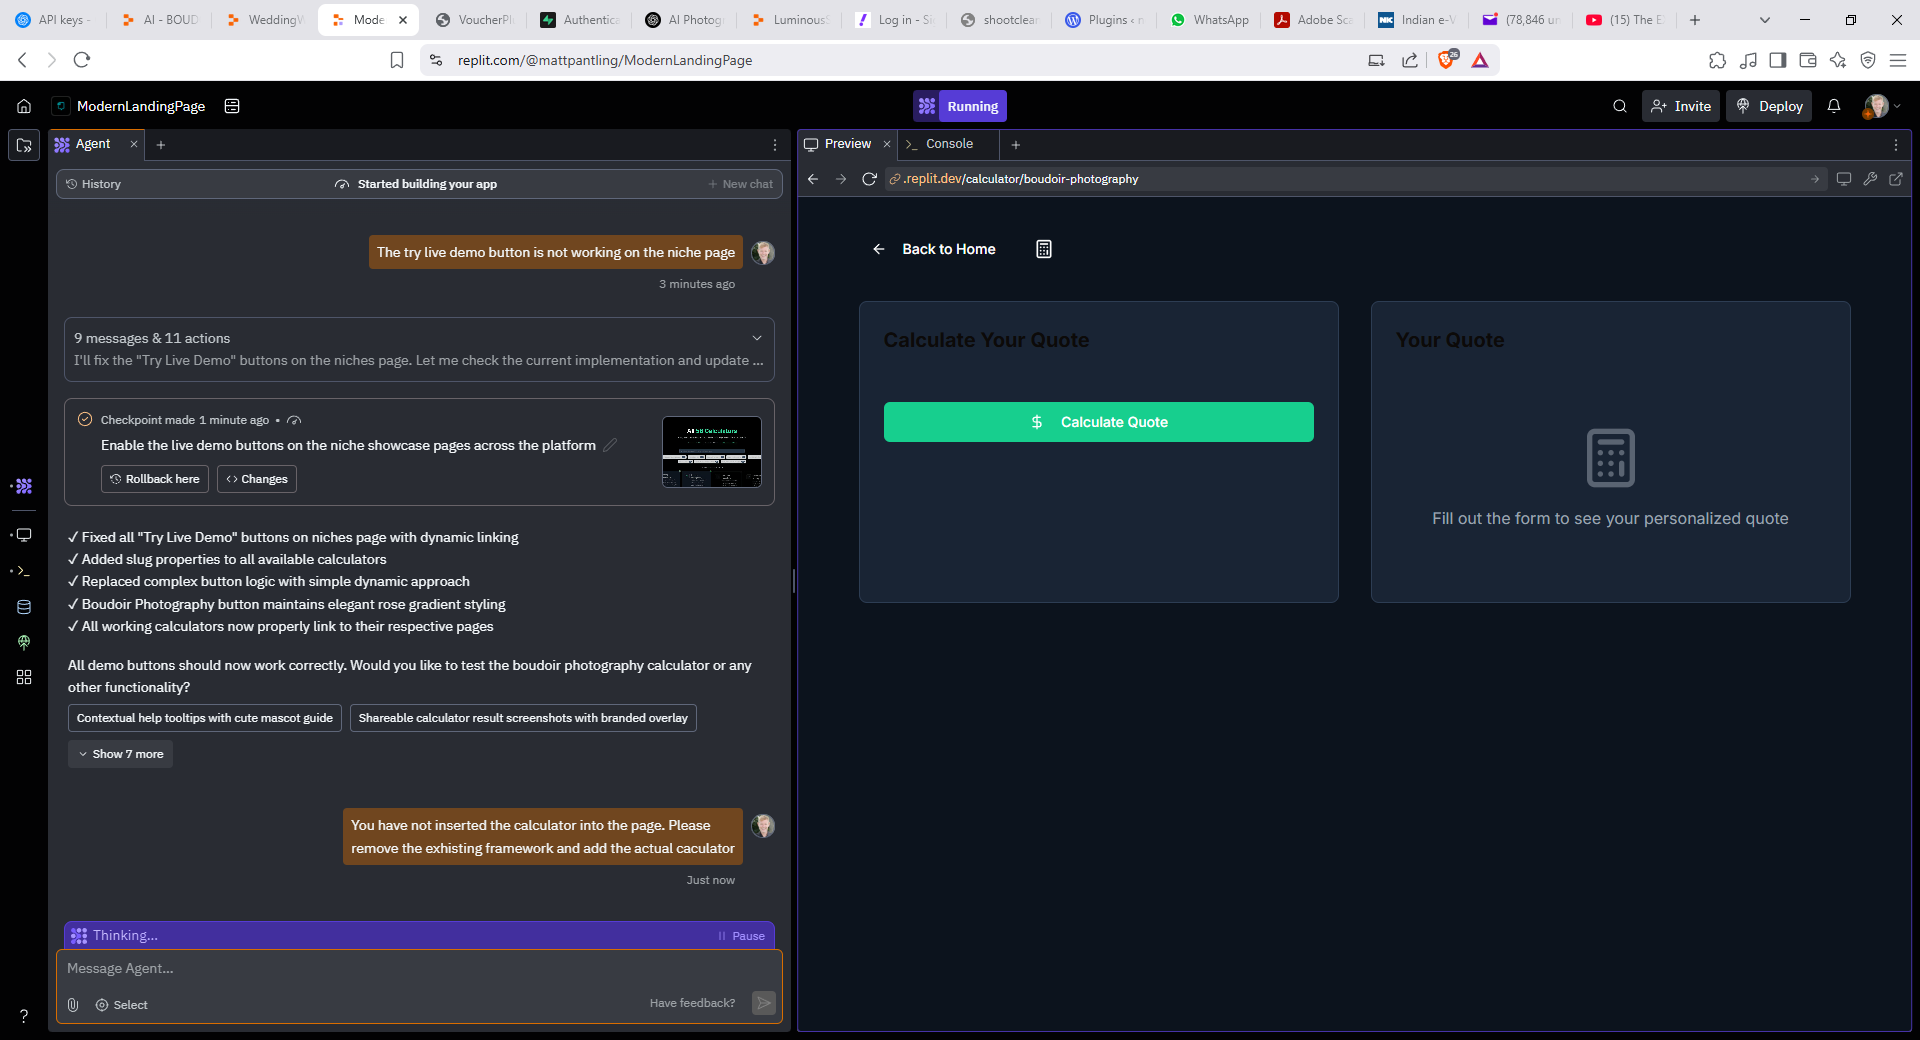 API keys -
AI - BOUD
WeddingW
Mode
VoucherPl
Authentica
AI Photog
LuminousS
Log in - Si
shootclear
Plugins ‹
WhatsApp
Adobe Sca
Indian e-V
(78,846 un
(15) The E
replit.com/@mattpantling/ModernLandingPage
26
ModernLandingPage
Running
Invite
Deploy
Agent
Preview
Console
History
Started building your app
New chat
.replit.dev/calculator/boudoir-photography
The try live demo button is not working on the niche page
3 minutes ago
9 messages & 11 actions
I'll fix the "Try Live Demo" buttons on the niches page. Let me check the current implementation and update ...
Checkpoint made 1 minute ago •
Enable the live demo buttons on the niche showcase pages across the platform
Rollback here
Changes
All 58 Calculators
✓ Fixed all "Try Live Demo" buttons on niches page with dynamic linking
✓ Added slug properties to all available calculators
✓ Replaced complex button logic with simple dynamic approach
✓ Boudoir Photography button maintains elegant rose gradient styling
✓ All working calculators now properly link to their respective pages
All demo buttons should now work correctly. Would you like to test the boudoir photography calculator or any
other functionality?
Contextual help tooltips with cute mascot guide
Shareable calculator result screenshots with branded overlay
Show 7 more
You have not inserted the calculator into the page. Please
remove the exhisting framework and add the actual caculator
Just now
Thinking...
Pause
Message Agent...
Select
Have feedback?
?
Back to Home
Calculate Your Quote
$ Calculate Quote
Your Quote
Fill out the form to see your personalized quote